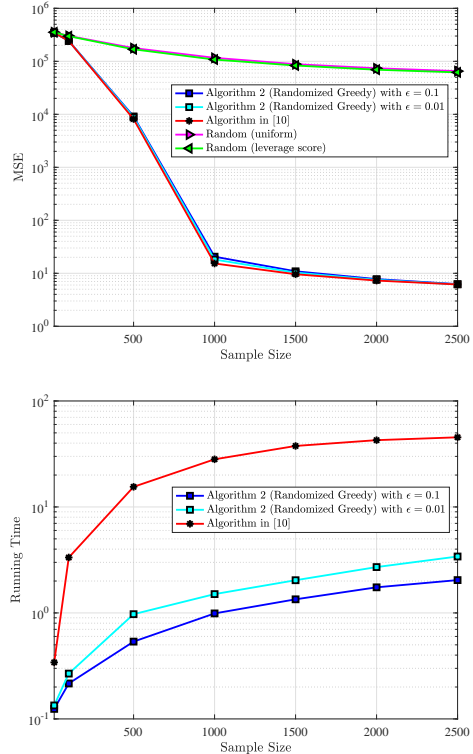 10^6
10^5
10^4
10^3
10^2
10^1
10^0
MSE
Algorithm 2 (Randomized Greedy) with ϵ = 0.1
Algorithm 2 (Randomized Greedy) with ϵ = 0.01
Algorithm in [10]
Random (uniform)
Random (leverage score)
500 1000 1500 2000 2500
Sample Size
10^2
10^1
10^0
10^-1
Running Time
Algorithm 2 (Randomized Greedy) with ϵ = 0.1
Algorithm 2 (Randomized Greedy) with ϵ = 0.01
Algorithm in [10]
500 1000 1500 2000 2500
Sample Size